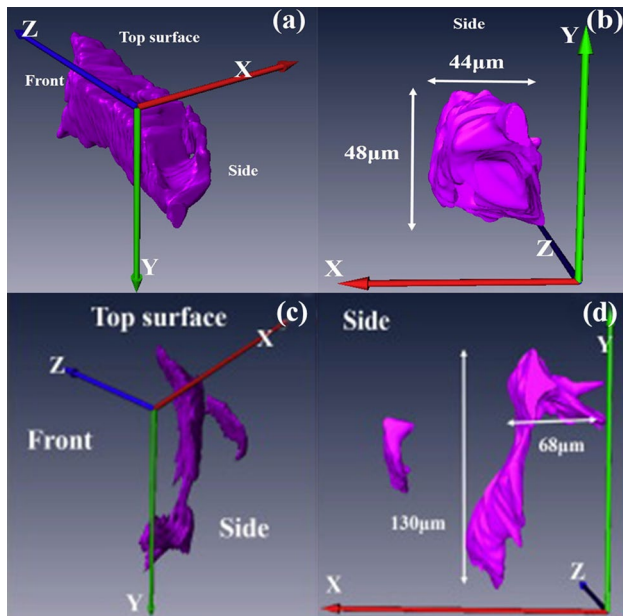 (a)
Z
Top surface
X
Front
Side
Y
(b)
Side
Y
44μm
48μm
Z
X
(c)
Top surface
X
Z
Front
Side
Y
(d)
Side
Y
68μm
130μm
Z
X